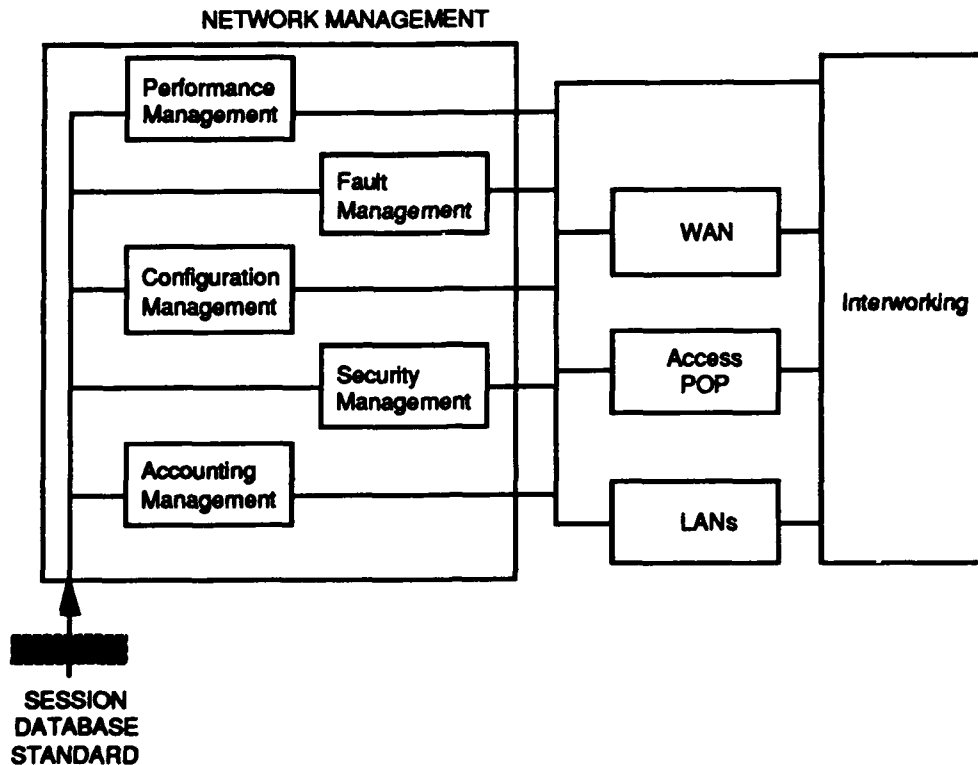 NETWORK MANAGEMENT
Performance
Management
Fault
Management
Configuration
Management
Security
Management
Accounting
Management
WAN
Access
POP
LANs
Interworking
SESSION
DATABASE
STANDARD